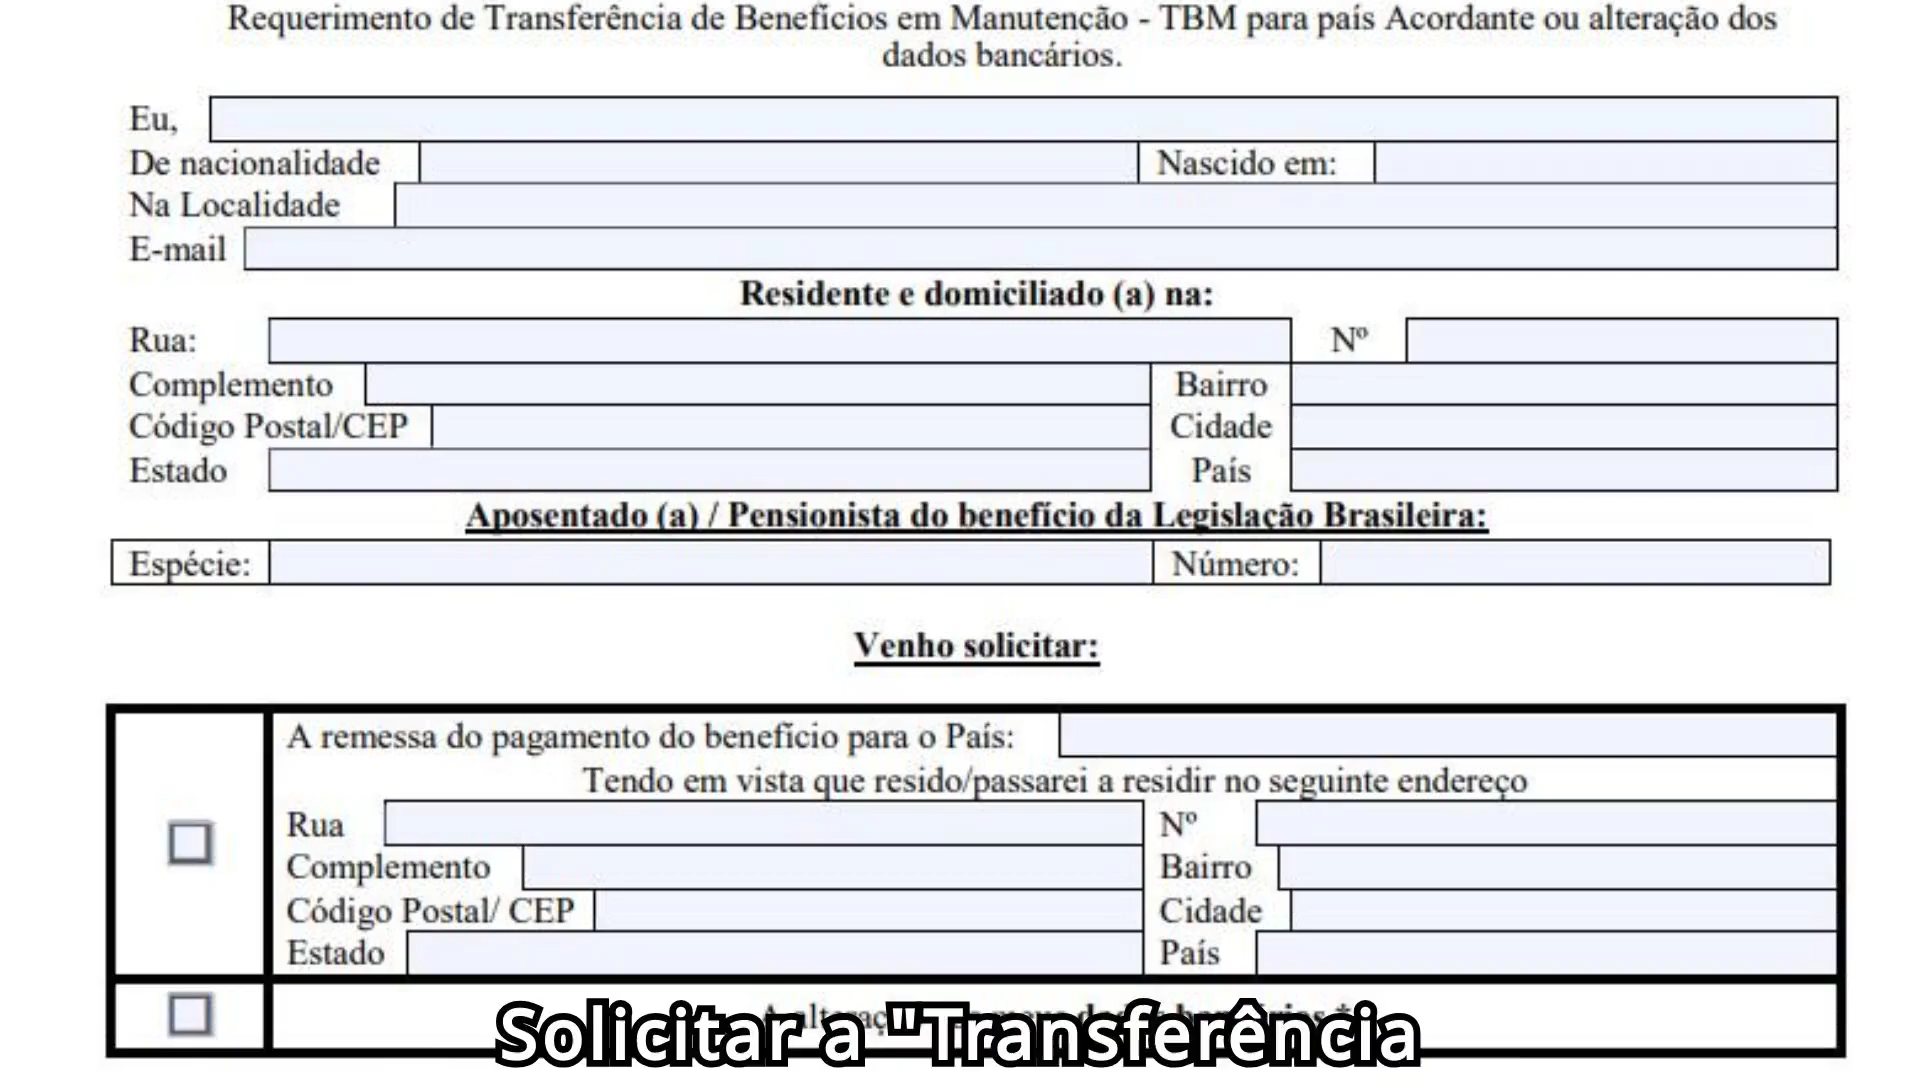 Requerimento de Transferência de Benefícios em Manutenção - TBM para país Acordante ou alteração dos
dados bancários.
Eu,
De nacionalidade Nascido em:
Na Localidade
E-mail
Residente e domiciliado (a) na:
Rua: Nº
Complemento Bairro
Código Postal/CEP Cidade
Estado País
Aposentado (a) / Pensionista do benefício da Legislação Brasileira:
Espécie: Número:
Venho solicitar:
A remessa do pagamento do benefício para o País:
Tendo em vista que resido/passarei a residir no seguinte endereço
Rua Nº
Complemento Bairro
Código Postal/ CEP Cidade
Estado País
Solicitar a "Transferência